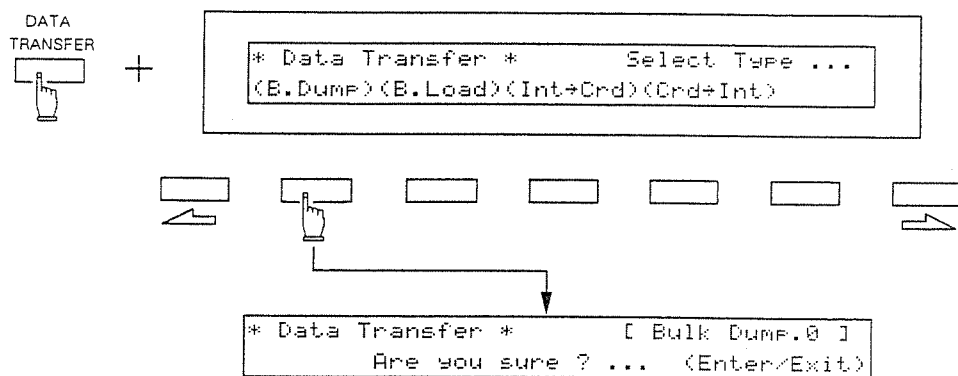 DATA
TRANSFER
+
* Data Transfer * Select Type ...
(B.Dump)(B.Load)(Int→Crd)(Crd→Int)
* Data Transfer * [ Bulk Dump.0 ]
Are you sure ? ... (Enter/Exit)